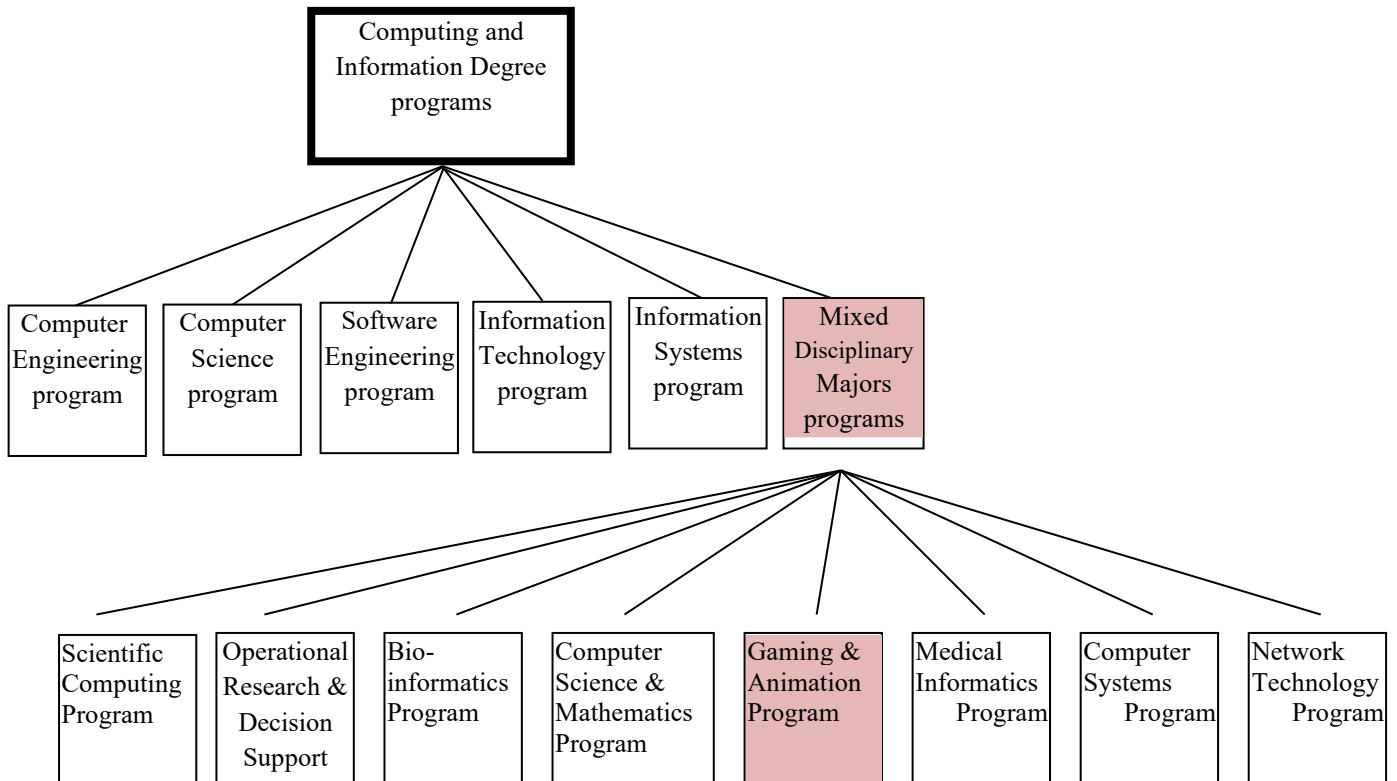 Computing and
Information Degree
programs
Computer
Engineering
program
Computer
Science
program
Software
Engineering
program
Information
Technology
program
Information
Systems
program
Mixed
Disciplinary
Majors
programs
Scientific
Computing
Program
Operational
Research &
Decision
Support
Bio-
informatics
Program
Computer
Science &
Mathematics
Program
Gaming &
Animation
Program
Medical
Informatics
Program
Computer
Systems
Program
Network
Technology
Program